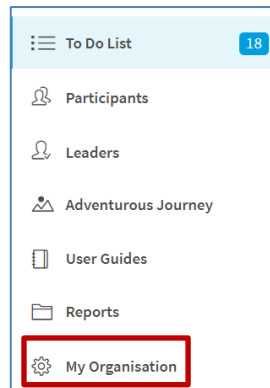 To Do List 18
Participants
Leaders
Adventurous Journey
User Guides
Reports
My Organisation